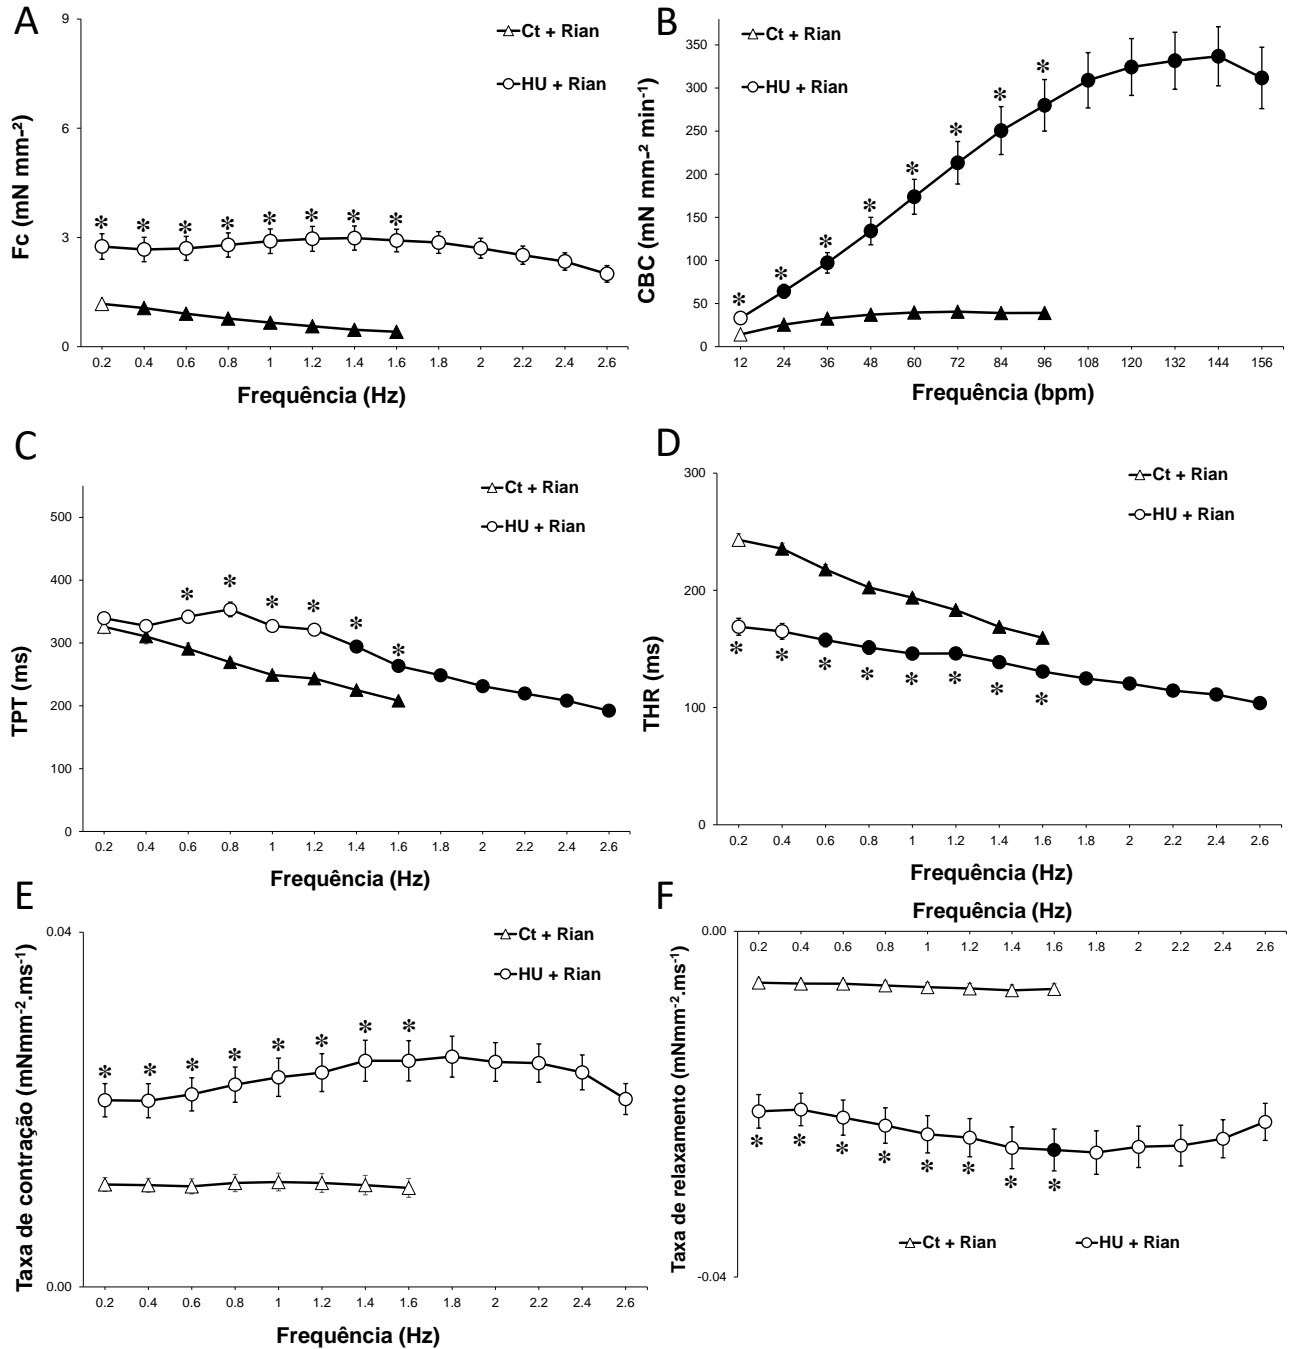 A
9
6
3
0
Fc (mN mm-²)
Ct + Rian
HU + Rian
* * * * * * * *
0.2 0.4 0.6 0.8 1 1.2 1.4 1.6 1.8 2 2.2 2.4 2.6
Frequência (Hz)
B
350
300
250
200
150
100
50
0
CBC (mN mm-² min-¹)
Ct + Rian
HU + Rian
* * * * * * * *
12 24 36 48 60 72 84 96 108 120 132 144 156
Frequência (bpm)
C
500
400
300
200
100
0
TPT (ms)
Ct + Rian
HU + Rian
* * * * * *
0.2 0.4 0.6 0.8 1 1.2 1.4 1.6 1.8 2 2.2 2.4 2.6
Frequência (Hz)
D
300
200
100
0
THR (ms)
Ct + Rian
HU + Rian
* * * * * * * *
0.2 0.4 0.6 0.8 1 1.2 1.4 1.6 1.8 2 2.2 2.4 2.6
Frequência (Hz)
E
0.04
0.00
Taxa de contração (mNmm-².ms-¹)
Ct + Rian
HU + Rian
* * * * * * * *
0.2 0.4 0.6 0.8 1 1.2 1.4 1.6 1.8 2 2.2 2.4 2.6
Frequência (Hz)
F
Frequência (Hz)
0.00
-0.04
0.2 0.4 0.6 0.8 1 1.2 1.4 1.6 1.8 2 2.2 2.4 2.6
Taxa de relaxamento (mNmm-².ms-¹)
* * * * * * * *
Ct + Rian
HU + Rian